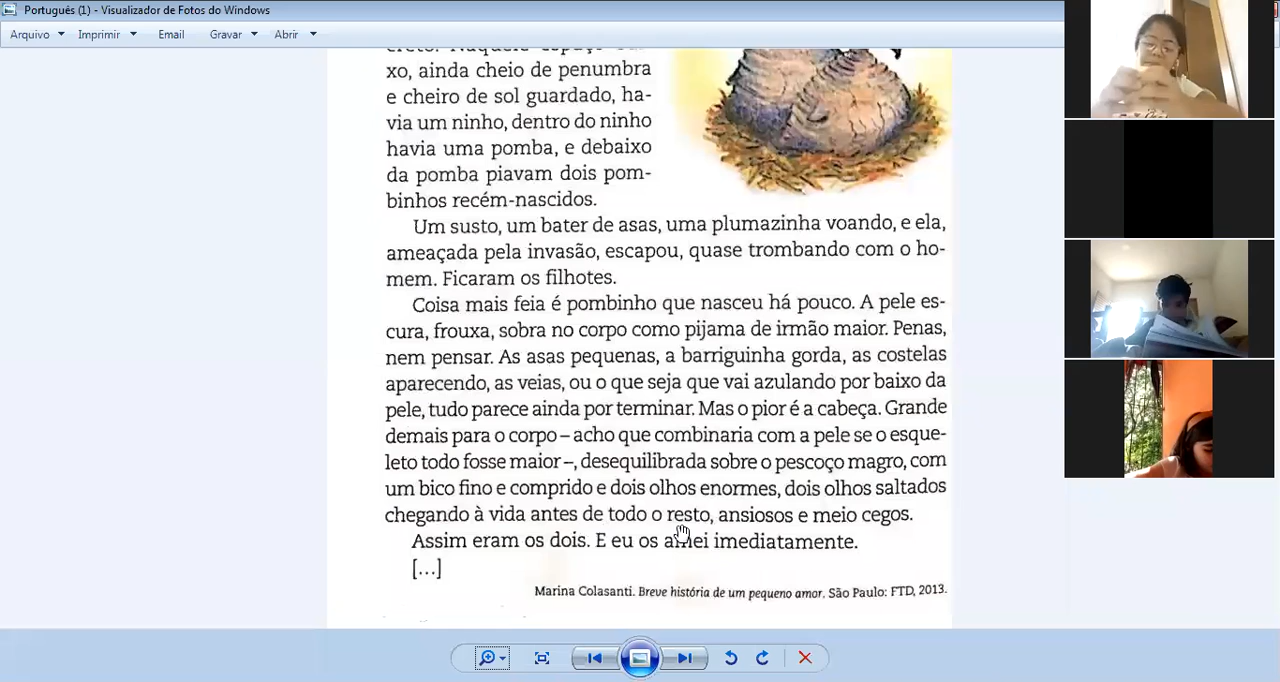 Português (1) - Visualizador de Fotos do Windows
Arquivo Imprimir Email Gravar Abrir
xo, ainda cheio de penumbra
e cheiro de sol guardado, ha-
via um ninho, dentro do ninho
havia uma pomba, e debaixo
da pomba piavam dois pom-
binhos recém-nascidos.
Um susto, um bater de asas, uma plumazinha voando, e ela,
ameaçada pela invasão, escapou, quase trombando com o ho-
mem. Ficaram os filhotes.
Coisa mais feia é pombinho que nasceu há pouco. A pele es-
cura, frouxa, sobra no corpo como pijama de irmão maior. Penas,
nem pensar. As asas pequenas, a barriguinha gorda, as costelas
aparecendo, as veias, ou o que seja que vai azulando por baixo da
pele, tudo parece ainda por terminar. Mas o pior é a cabeça. Grande
demais para o corpo – acho que combinaria com a pele se o esque-
leto todo fosse maior –, desequilibrada sobre o pescoço magro, com
um bico fino e comprido e dois olhos enormes, dois olhos saltados
chegando à vida antes de todo o resto, ansiosos e meio cegos.
Assim eram os dois. E eu os amei imediatamente.
[...]
Marina Colasanti. Breve história de um pequeno amor. São Paulo: FTD, 2013.